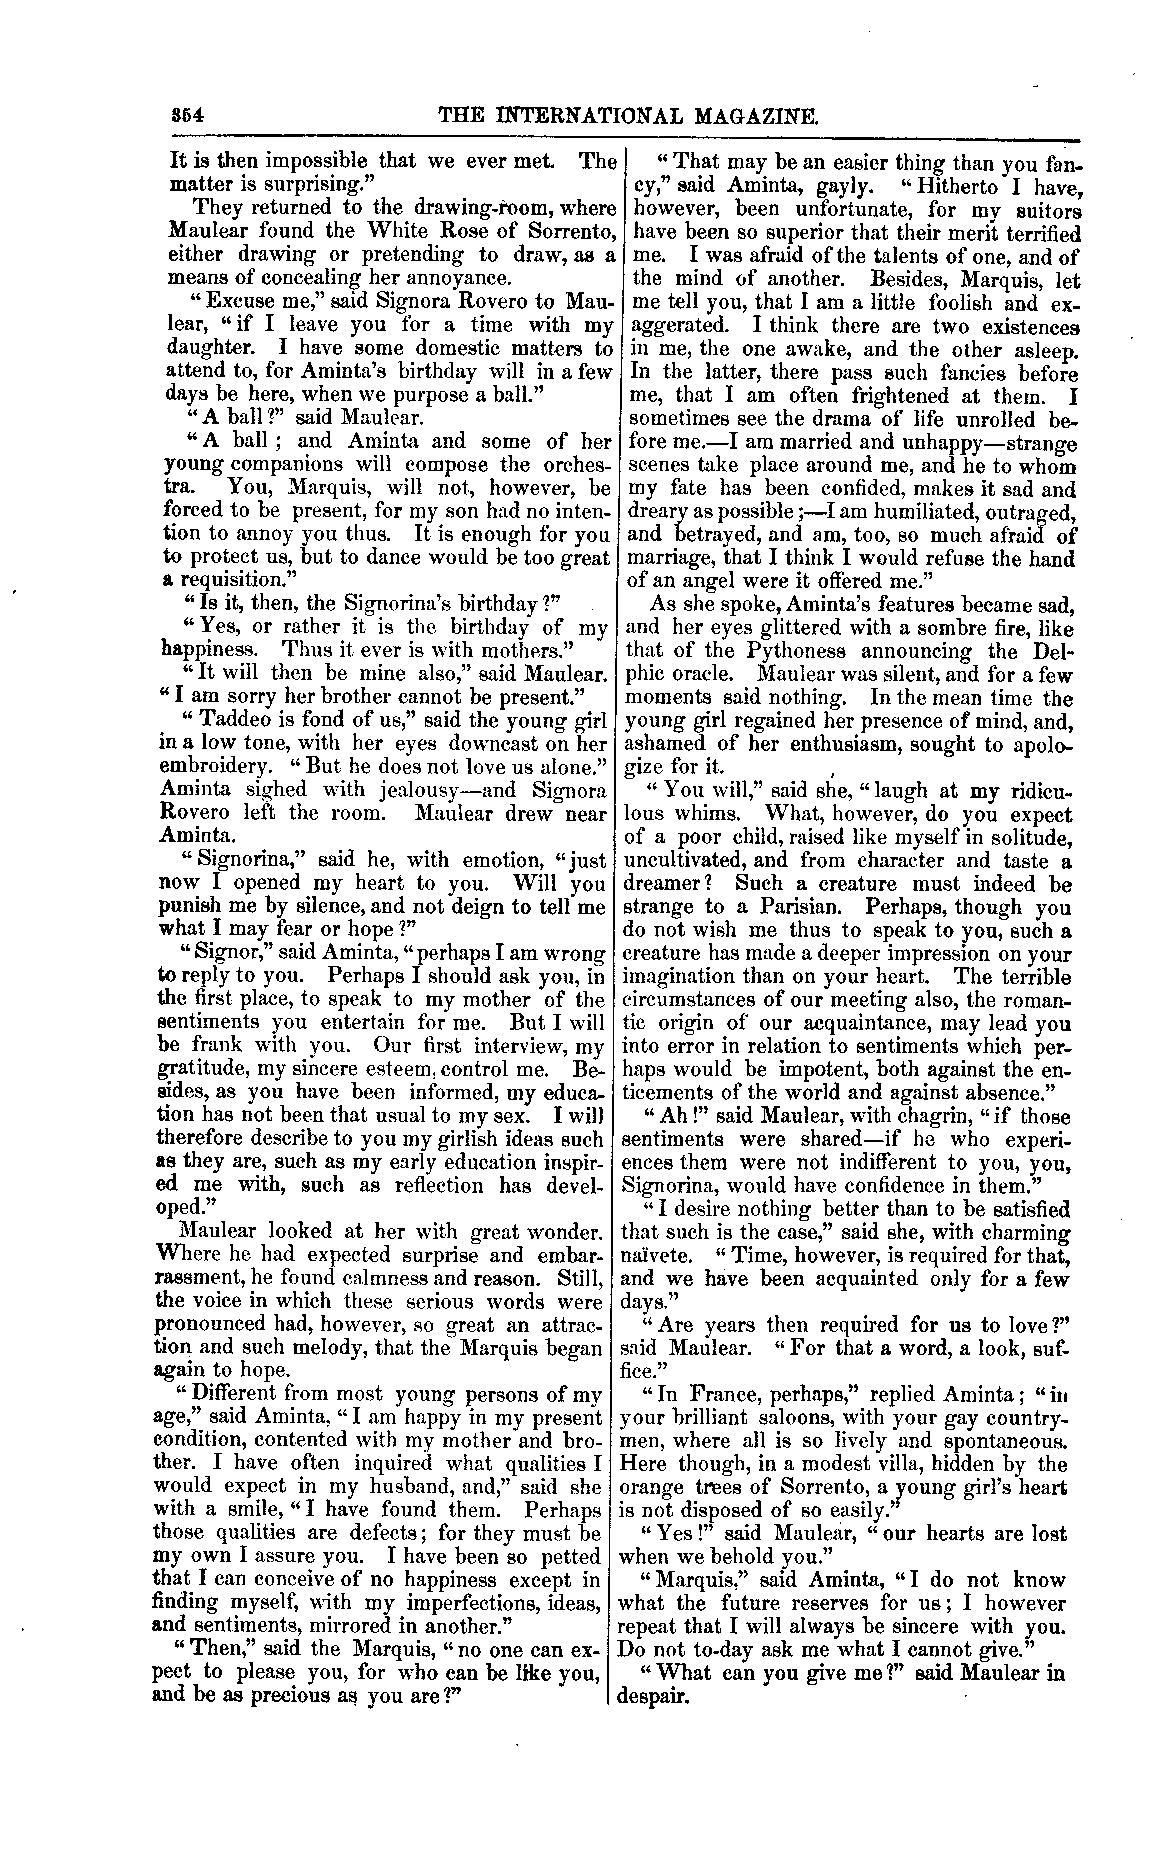 354 THE INTERNATIONAL MAGAZINE.
It is then impossible that we ever met. The
matter is surprising."
They returned to the drawing-room, where
Maulear found the White Rose of Sorrento,
either drawing or pretending to draw, as a
means of concealing her annoyance.
"Excuse me," said Signora Rovero to Mau-
lear, "if I leave you for a time with my
daughter. I have some domestic matters to
attend to, for Aminta's birthday will in a few
days be here, when we purpose a ball."
"A ball?" said Maulear.
"A ball; and Aminta and some of her
young companions will compose the orches-
tra. You, Marquis, will not, however, be
forced to be present, for my son had no inten-
tion to annoy you thus. It is enough for you
to protect us, but to dance would be too great
a requisition."
"Is it, then, the Signorina's birthday?"
"Yes, or rather it is the birthday of my
happiness. Thus it ever is with mothers."
"It will then be mine also," said Maulear.
"I am sorry her brother cannot be present."
"Taddeo is fond of us," said the young girl
in a low tone, with her eyes downcast on her
embroidery. "But he does not love us alone."
Aminta sighed with jealousy—and Signora
Rovero left the room. Maulear drew near
Aminta.
"Signorina," said he, with emotion, "just
now I opened my heart to you. Will you
punish me by silence, and not deign to tell me
what I may fear or hope?"
"Signor," said Aminta, "perhaps I am wrong
to reply to you. Perhaps I should ask you, in
the first place, to speak to my mother of the
sentiments you entertain for me. But I will
be frank with you. Our first interview, my
gratitude, my sincere esteem, control me. Be-
sides, as you have been informed, my educa-
tion has not been that usual to my sex. I will
therefore describe to you my girlish ideas such
as they are, such as my early education inspir-
ed me with, such as reflection has devel-
oped."
Maulear looked at her with great wonder.
Where he had expected surprise and embar-
rassment, he found calmness and reason. Still,
the voice in which these serious words were
pronounced had, however, so great an attrac-
tion and such melody, that the Marquis began
again to hope.
"Different from most young persons of my
age," said Aminta, "I am happy in my present
condition, contented with my mother and bro-
ther. I have often inquired what qualities I
would expect in my husband, and," said she
with a smile, "I have found them. Perhaps
those qualities are defects; for they must be
my own I assure you. I have been so petted
that I can conceive of no happiness except in
finding myself, with my imperfections, ideas,
and sentiments, mirrored in another."
"Then," said the Marquis, "no one can ex-
pect to please you, for who can be like you,
and be as precious as you are?"
"That may be an easier thing than you fan-
cy," said Aminta, gayly. "Hitherto I have,
however, been unfortunate, for my suitors
have been so superior that their merit terrified
me. I was afraid of the talents of one, and of
the mind of another. Besides, Marquis, let
me tell you, that I am a little foolish and ex-
aggerated. I think there are two existences
in me, the one awake, and the other asleep.
In the latter, there pass such fancies before
me, that I am often frightened at them. I
sometimes see the drama of life unrolled be-
fore me.—I am married and unhappy—strange
scenes take place around me, and he to whom
my fate has been confided, makes it sad and
dreary as possible;—I am humiliated, outraged,
and betrayed, and am, too, so much afraid of
marriage, that I think I would refuse the hand
of an angel were it offered me."
As she spoke, Aminta's features became sad,
and her eyes glittered with a sombre fire, like
that of the Pythoness announcing the Del-
phic oracle. Maulear was silent, and for a few
moments said nothing. In the mean time the
young girl regained her presence of mind, and,
ashamed of her enthusiasm, sought to apolo-
gize for it.
"You will," said she, "laugh at my ridicu-
lous whims. What, however, do you expect
of a poor child, raised like myself in solitude,
uncultivated, and from character and taste a
dreamer? Such a creature must indeed be
strange to a Parisian. Perhaps, though you
do not wish me thus to speak to you, such a
creature has made a deeper impression on your
imagination than on your heart. The terrible
circumstances of our meeting also, the roman-
tic origin of our acquaintance, may lead you
into error in relation to sentiments which per-
haps would be impotent, both against the en-
ticements of the world and against absence."
"Ah!" said Maulear, with chagrin, "if those
sentiments were shared—if he who experi-
ences them were not indifferent to you, you,
Signorina, would have confidence in them."
"I desire nothing better than to be satisfied
that such is the case," said she, with charming
naïvete. "Time, however, is required for that,
and we have been acquainted only for a few
days."
"Are years then required for us to love?"
said Maulear. "For that a word, a look, suf-
fice."
"In France, perhaps," replied Aminta; "in
your brilliant saloons, with your gay country-
men, where all is so lively and spontaneous.
Here though, in a modest villa, hidden by the
orange trees of Sorrento, a young girl's heart
is not disposed of so easily."
"Yes!" said Maulear, "our hearts are lost
when we behold you."
"Marquis," said Aminta, "I do not know
what the future reserves for us; I however
repeat that I will always be sincere with you.
Do not to-day ask me what I cannot give."
"What can you give me?" said Maulear in
despair.